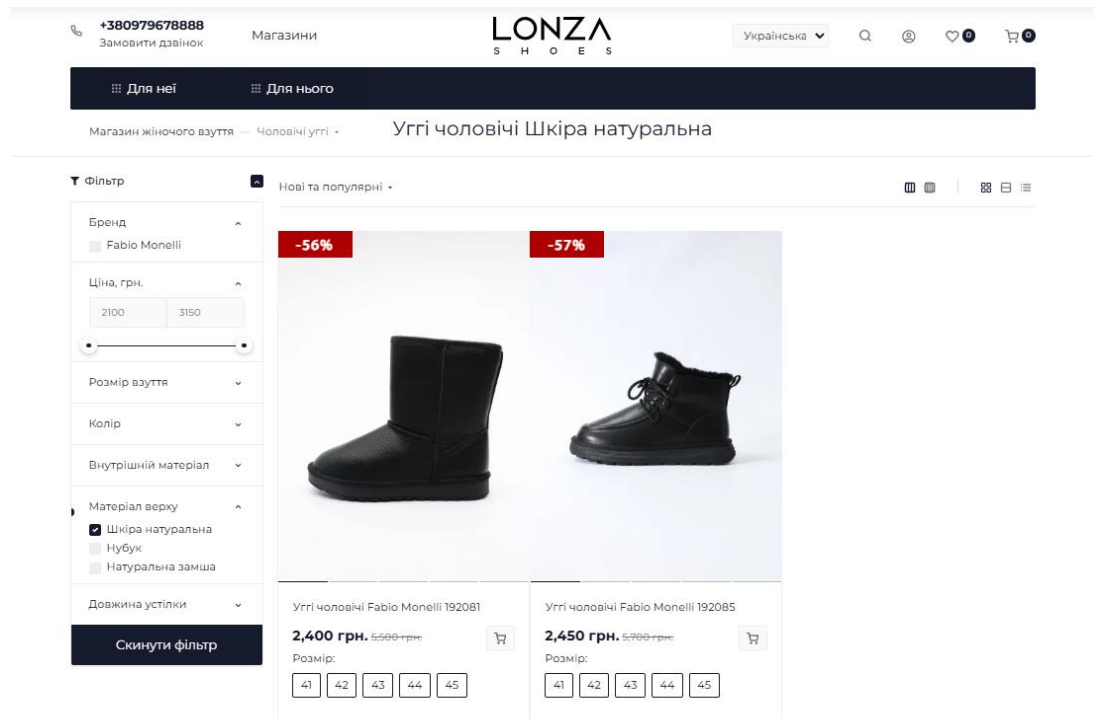 +380979678888
Замовити дзвінок
Магазини
LONZA
SHOES
Українська
0
0
Для неї
Для нього
Магазин жіночого взуття — Чоловічі уггі
Уггі чоловічі Шкіра натуральна
Фільтр
Нові та популярні
Бренд
Fabio Monelli
Ціна, грн.
2100
3150
Розмір взуття
Колір
Внутрішній матеріал
Матеріал верху
Шкіра натуральна
Нубук
Натуральна замша
Довжина устілки
Скинути фільтр
-56%
Уггі чоловічі Fabio Monelli 192081
2,400 грн. 5,500 грн.
Розмір:
41 42 43 44 45
-57%
Уггі чоловічі Fabio Monelli 192085
2,450 грн. 5,700 грн.
Розмір:
41 42 43 44 45